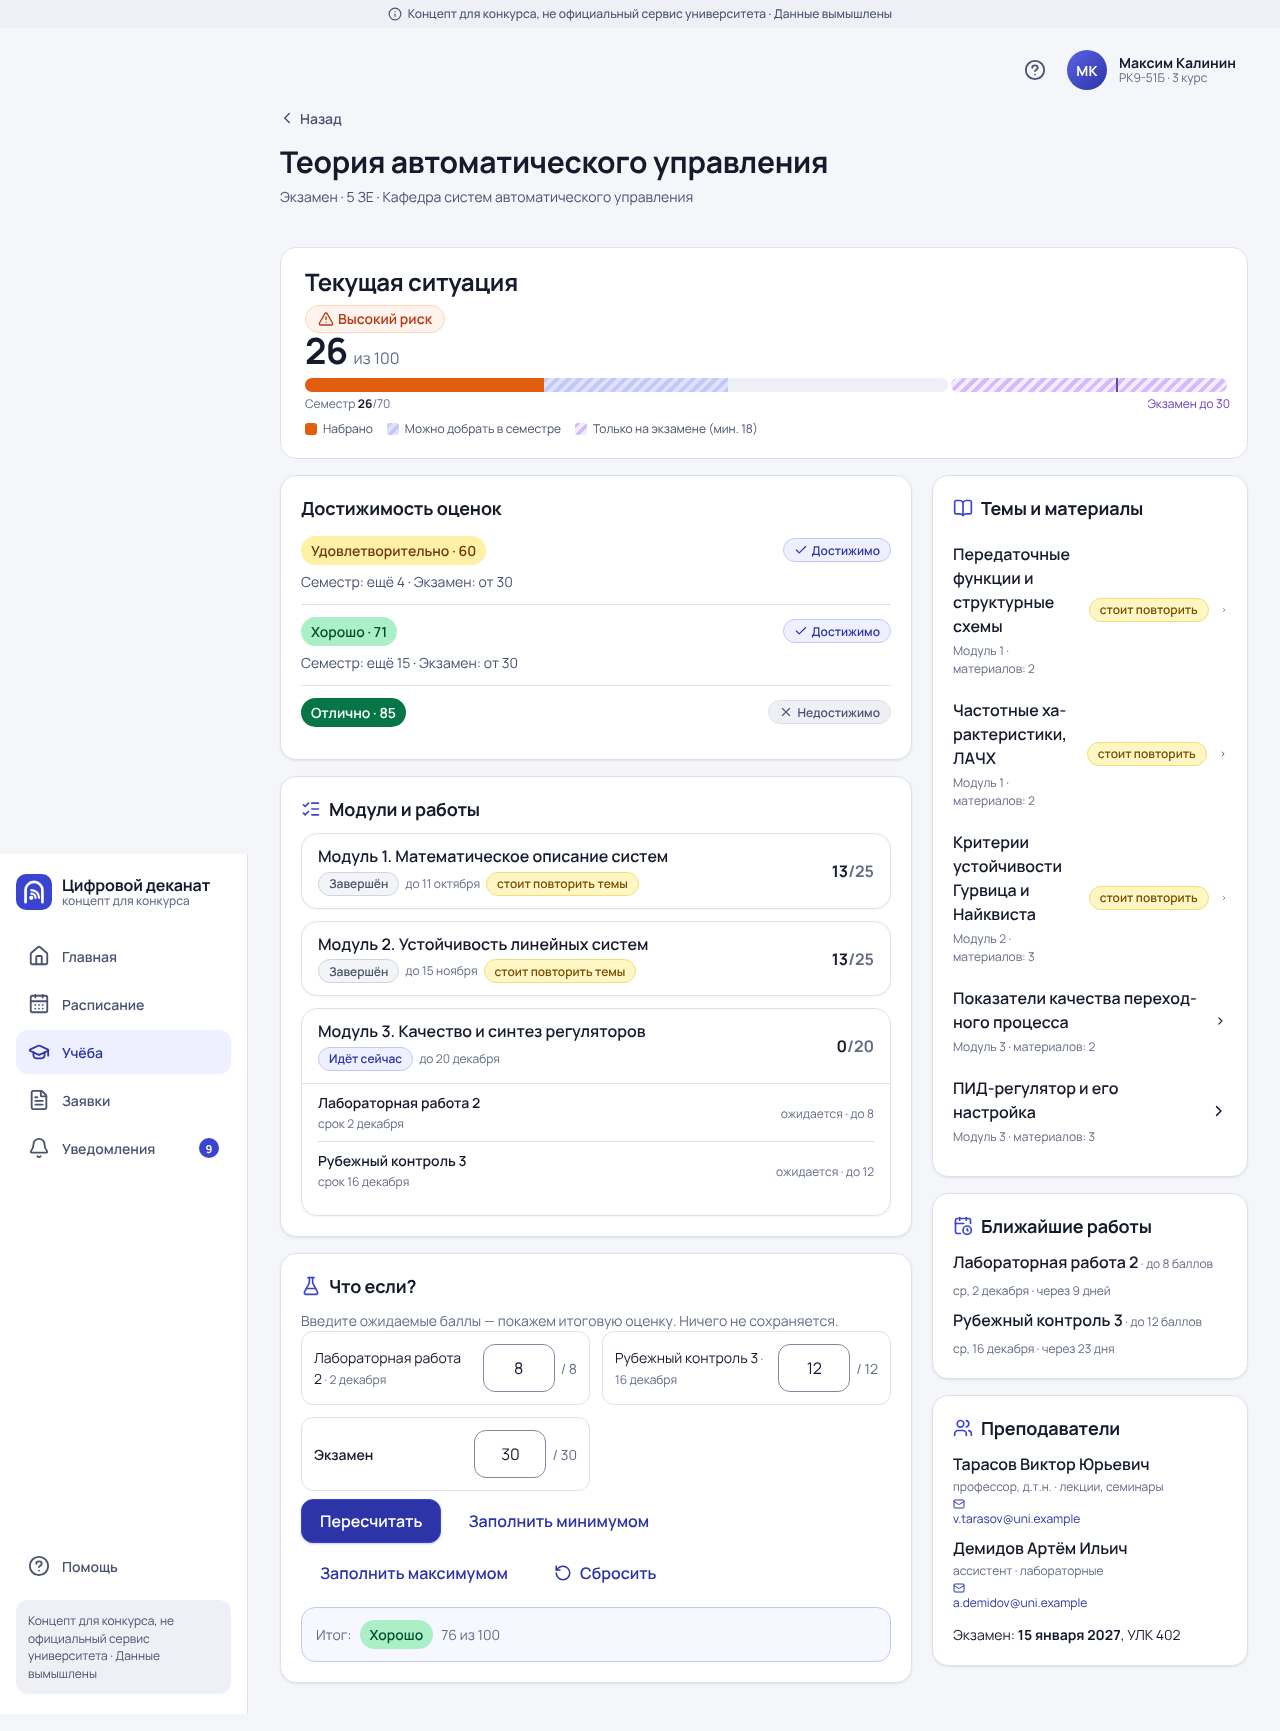 Концепт для конкурса, не официальный сервис университета · Данные вымышлены
МК
Максим Калинин
РК9-51Б · 3 курс
Назад
Теория автоматического управления
Экзамен · 5 ЗЕ · Кафедра систем автоматического управления
Текущая ситуация
Высокий риск
26 из 100
Семестр 26/70
Экзамен до 30
Набрано
Можно добрать в семестре
Только на экзамене (мин. 18)
Достижимость оценок
Удовлетворительно · 60
Достижимо
Семестр: ещё 4 · Экзамен: от 30
Хорошо · 71
Достижимо
Семестр: ещё 15 · Экзамен: от 30
Отлично · 85
Недостижимо
Модули и работы
Модуль 1. Математическое описание систем
Завершён до 11 октября стоит повторить темы
13/25
Модуль 2. Устойчивость линейных систем
Завершён до 15 ноября стоит повторить темы
13/25
Модуль 3. Качество и синтез регуляторов
Идёт сейчас до 20 декабря
0/20
Лабораторная работа 2
срок 2 декабря
ожидается · до 8
Рубежный контроль 3
срок 16 декабря
ожидается · до 12
Что если?
Введите ожидаемые баллы — покажем итоговую оценку. Ничего не сохраняется.
Лабораторная работа
2 · 2 декабря
8 / 8
Рубежный контроль 3 ·
16 декабря
12 / 12
Экзамен
30 / 30
Пересчитать
Заполнить минимумом
Заполнить максимумом
Сбросить
Итог: Хорошо 76 из 100
Темы и материалы
Передаточные
функции и
структурные
схемы
Модуль 1 ·
материалов: 2
стоит повторить
Частотные ха-
рактеристики,
ЛАЧХ
Модуль 1 ·
материалов: 2
стоит повторить
Критерии
устойчивости
Гурвица и
Найквиста
Модуль 2 ·
материалов: 3
стоит повторить
Показатели качества переход-
ного процесса
Модуль 3 · материалов: 2
ПИД-регулятор и его
настройка
Модуль 3 · материалов: 3
Ближайшие работы
Лабораторная работа 2 · до 8 баллов
ср, 2 декабря · через 9 дней
Рубежный контроль 3 · до 12 баллов
ср, 16 декабря · через 23 дня
Преподаватели
Тарасов Виктор Юрьевич
профессор, д.т.н. · лекции, семинары
v.tarasov@uni.example
Демидов Артём Ильич
ассистент · лабораторные
a.demidov@uni.example
Экзамен: 15 января 2027, УЛК 402
Цифровой деканат
концепт для конкурса
Главная
Расписание
Учёба
Заявки
Уведомления 9
Помощь
Концепт для конкурса, не
официальный сервис
университета · Данные
вымышлены